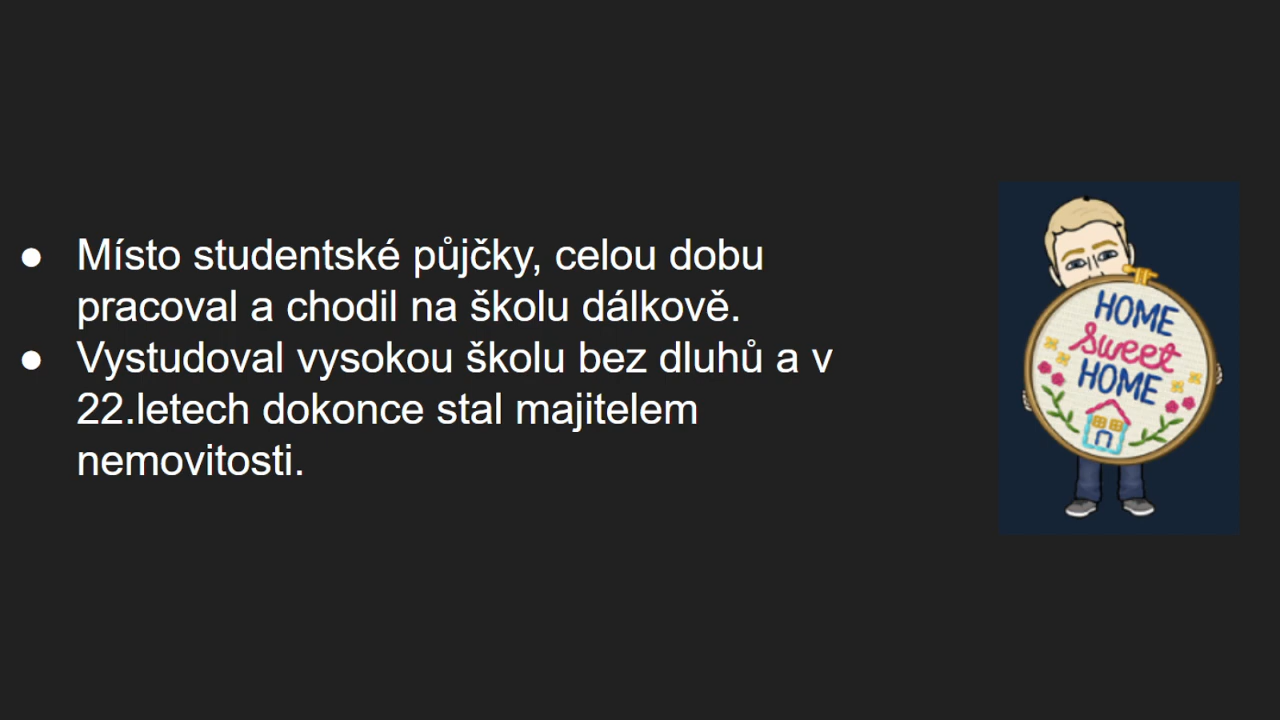 ● Místo studentské půjčky, celou dobu
pracoval a chodil na školu dálkově.
● Vystudoval vysokou školu bez dluhů a v
22.letech dokonce stal majitelem
nemovitosti.
HOME
sweet
HOME